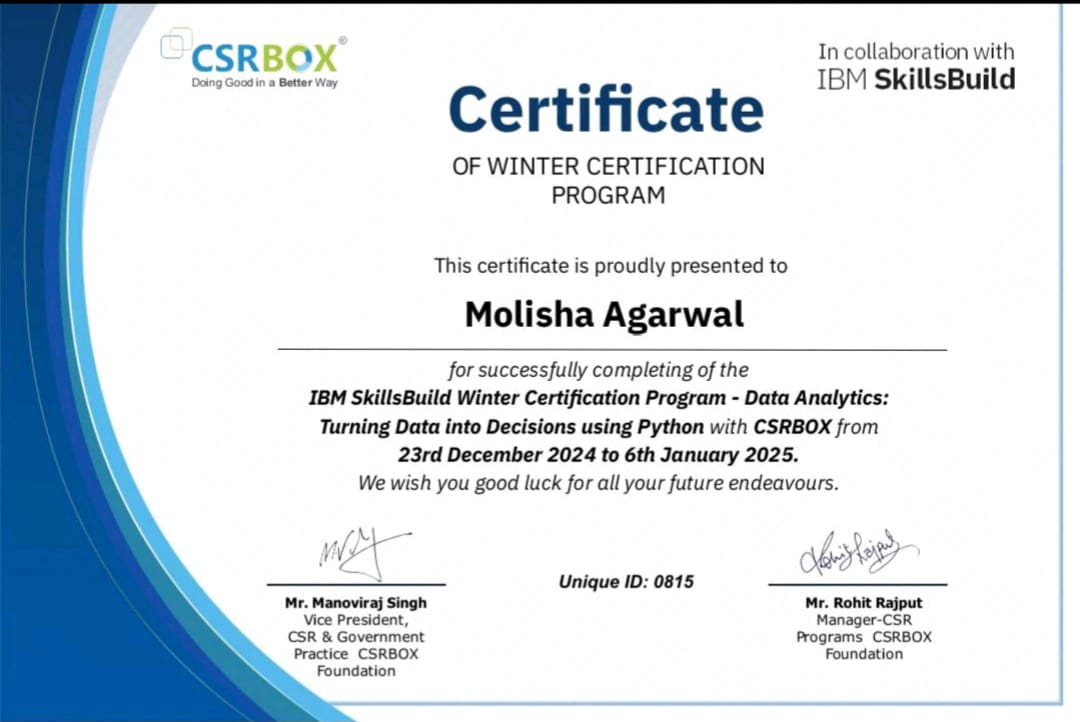 CSRBOX®
Doing Good in a Better Way
In collaboration with
IBM SkillsBuild
Certificate
OF WINTER CERTIFICATION
PROGRAM
This certificate is proudly presented to
Molisha Agarwal
for successfully completing of the
IBM SkillsBuild Winter Certification Program - Data Analytics:
Turning Data into Decisions using Python with CSRBOX from
23rd December 2024 to 6th January 2025.
We wish you good luck for all your future endeavours.
Rohit Rajput
Unique ID: 0815
Mr. Manoviraj Singh
Vice President,
CSR & Government
Practice CSRBOX
Foundation
Mr. Rohit Rajput
Manager-CSR
Programs CSRBOX
Foundation